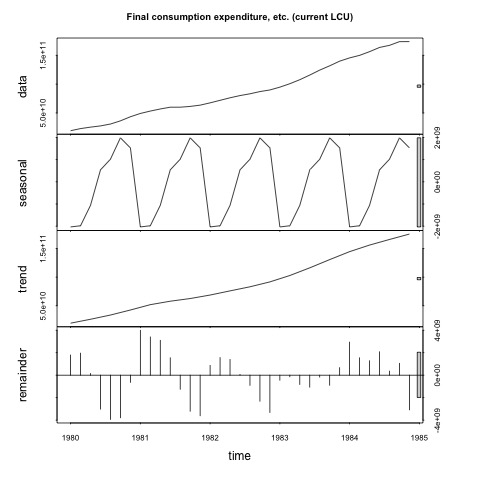 Final consumption expenditure, etc. (current LCU)
data
5.0e+10
1.5e+11
seasonal
-2e+09
0e+00
2e+09
trend
5.0e+10
1.5e+11
remainder
-4e+09
0e+00
4e+09
1980 1981 1982 1983 1984 1985
time